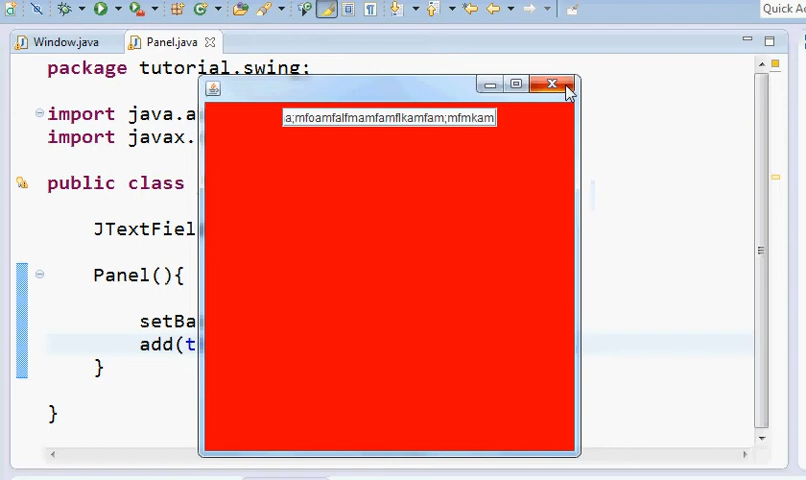 Quick Ac
Window.java
Panel.java
package tutorial.swing;
import java.a
import javax.
public class
a;mfoamfalfmamfamflkamfam;mfmkam
JTextFiel
Panel(){
setBa
add(t
}
}